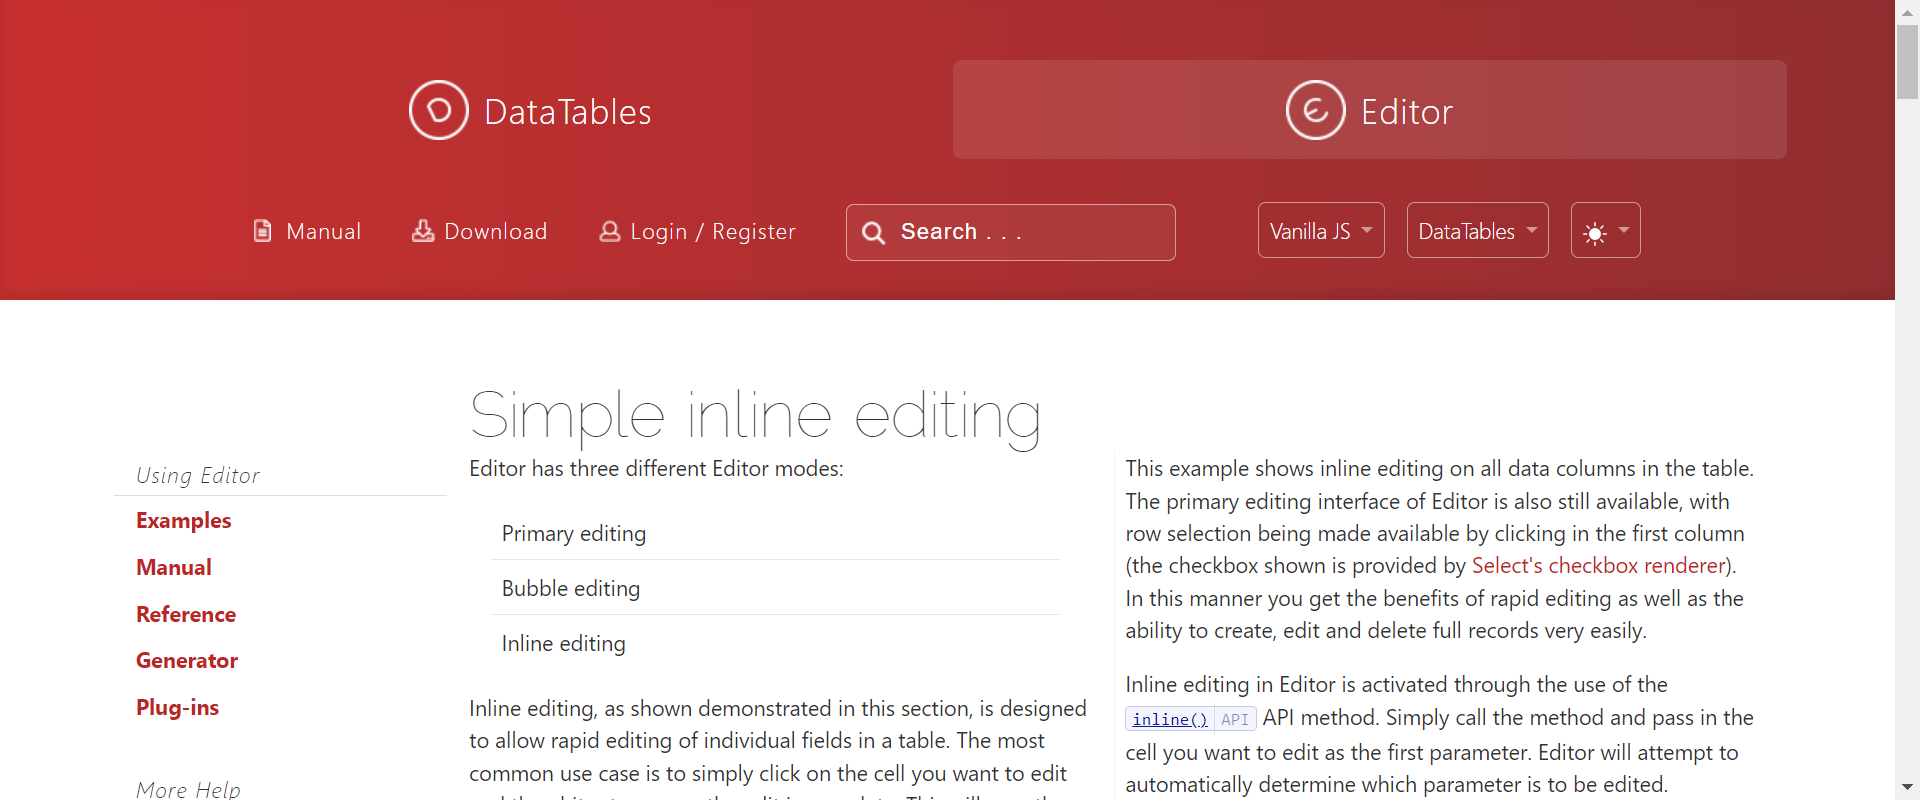 DataTables
Editor
Manual
Download
Login / Register
Search . . .
Vanilla JS
DataTables
Simple inline editing
Using Editor
Examples
Manual
Reference
Generator
Plug-ins
More Help
Editor has three different Editor modes:
Primary editing
Bubble editing
Inline editing
Inline editing, as shown demonstrated in this section, is designed
to allow rapid editing of individual fields in a table. The most
common use case is to simply click on the cell you want to edit
This example shows inline editing on all data columns in the table.
The primary editing interface of Editor is also still available, with
row selection being made available by clicking in the first column
(the checkbox shown is provided by Select's checkbox renderer).
In this manner you get the benefits of rapid editing as well as the
ability to create, edit and delete full records very easily.
Inline editing in Editor is activated through the use of the
inline() API API method. Simply call the method and pass in the
cell you want to edit as the first parameter. Editor will attempt to
automatically determine which parameter is to be edited.